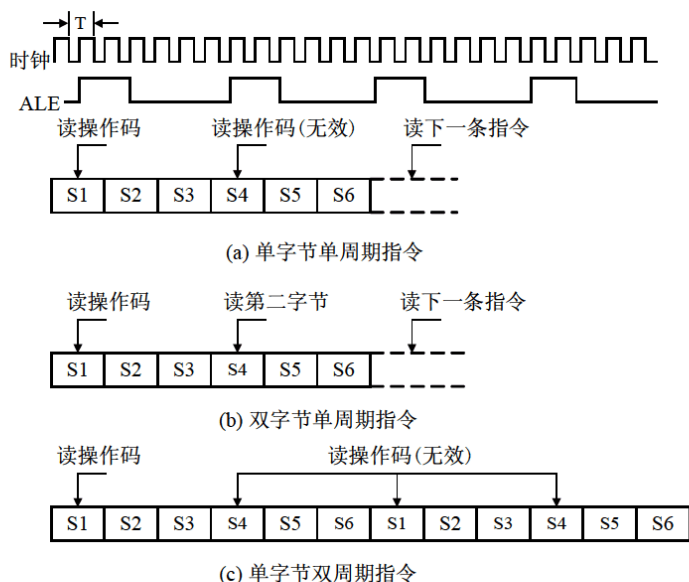 T
时钟
ALE
读操作码 读操作码(无效) 读下一条指令
S1 S2 S3 S4 S5 S6
(a) 单字节单周期指令
读操作码 读第二字节 读下一条指令
S1 S2 S3 S4 S5 S6
(b) 双字节单周期指令
读操作码 读操作码(无效)
S1 S2 S3 S4 S5 S6 S1 S2 S3 S4 S5 S6
(c) 单字节双周期指令